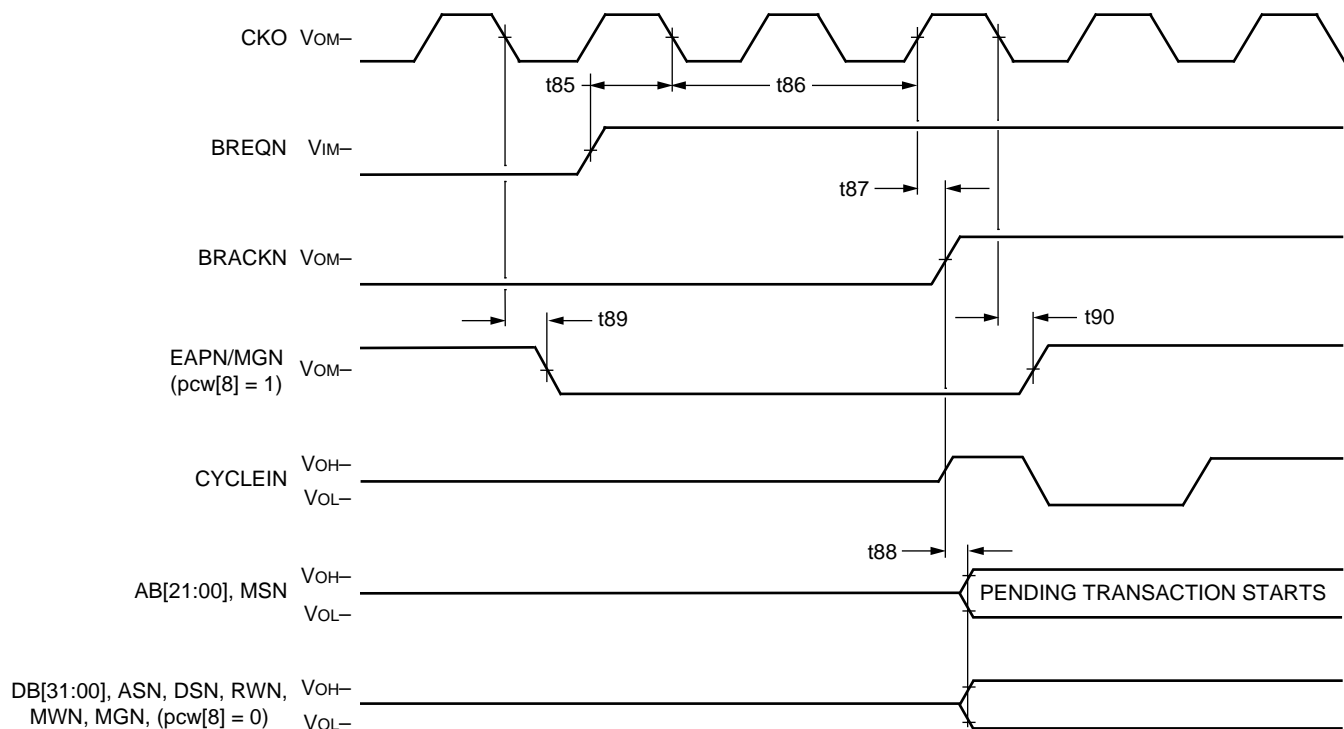 CKO VOM–
t85
t86
BREQN VIM–
t87
BRACKN VOM–
t89
t90
EAPN/MGN
(pcw[8] = 1)
VOM–
CYCLEIN
VOH–
VOL–
t88
AB[21:00], MSN
VOH–
VOL–
PENDING TRANSACTION STARTS
DB[31:00], ASN, DSN, RWN,
MWN, MGN, (pcw[8] = 0)
VOH–
VOL–